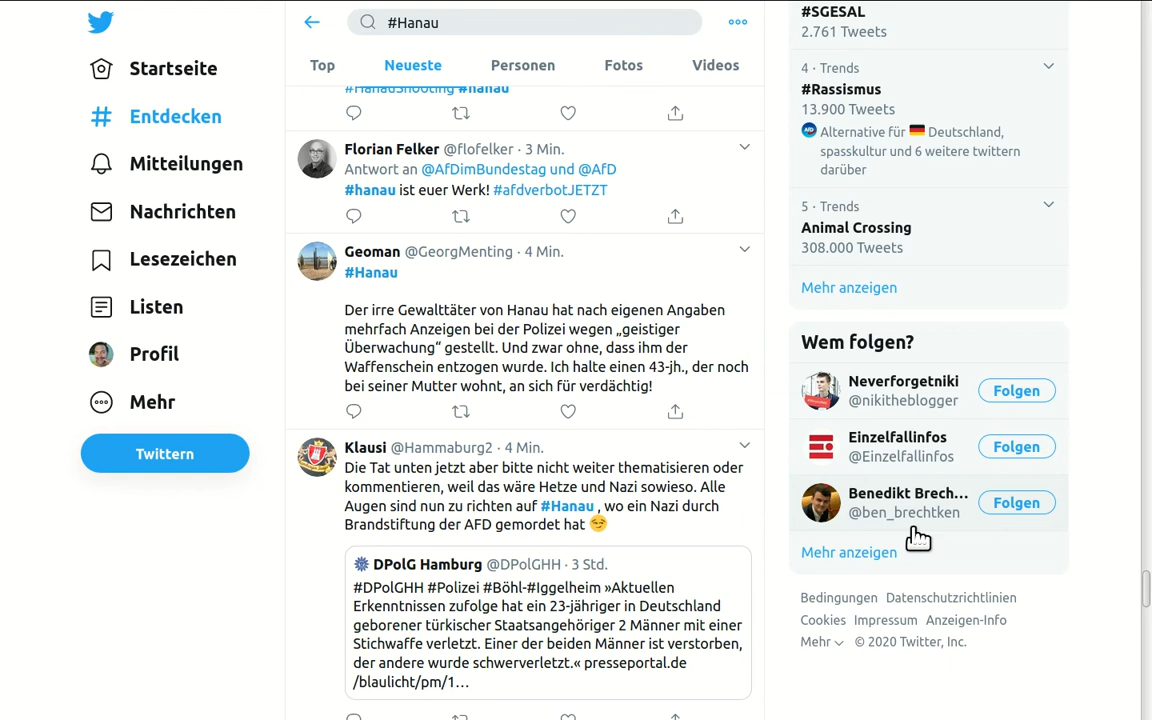 #Hanau
Top
Neueste
Personen
Fotos
Videos
Startseite
Entdecken
Mitteilungen
Nachrichten
Lesezeichen
Listen
Profil
Mehr
Twittern
#HanauShooting #hanau
Florian Felker @flofelker · 3 Min.
Antwort an @AfDimBundestag und @AfD
#hanau ist euer Werk! #afdverbotJETZT
Geoman @GeorgMenting · 4 Min.
#Hanau
Der irre Gewalttäter von Hanau hat nach eigenen Angaben
mehrfach Anzeigen bei der Polizei wegen „geistiger
Überwachung“ gestellt. Und zwar ohne, dass ihm der
Waffenschein entzogen wurde. Ich halte einen 43-jh., der noch
bei seiner Mutter wohnt, an sich für verdächtig!
Klausi @Hammaburg2 · 4 Min.
Die Tat unten jetzt aber bitte nicht weiter thematisieren oder
kommentieren, weil das wäre Hetze und Nazi sowieso. Alle
Augen sind nun zu richten auf #Hanau , wo ein Nazi durch
Brandstiftung der AFD gemordet hat 😏
DPolG Hamburg @DPolGHH · 3 Std.
#DPolGHH #Polizei #Böhl-#Iggelheim »Aktuellen
Erkenntnissen zufolge hat ein 23-jähriger in Deutschland
geborener türkischer Staatsangehöriger 2 Männer mit einer
Stichwaffe verletzt. Einer der beiden Männer ist verstorben,
der andere wurde schwerverletzt.« presseportal.de
/blaulicht/pm/1…
#SGESAL
2.761 Tweets
4 · Trends
#Rassismus
13.900 Tweets
Alternative für 🇩🇪 Deutschland,
spasskultur und 6 weitere twittern
darüber
5 · Trends
Animal Crossing
308.000 Tweets
Mehr anzeigen
Wem folgen?
Neverforgetniki
@nikitheblogger
Folgen
Einzelfallinfos
@Einzelfallinfos
Folgen
Benedikt Brech...
@ben_brechtken
Folgen
Mehr anzeigen
Bedingungen Datenschutzrichtlinien
Cookies Impressum Anzeigen-Info
Mehr © 2020 Twitter, Inc.